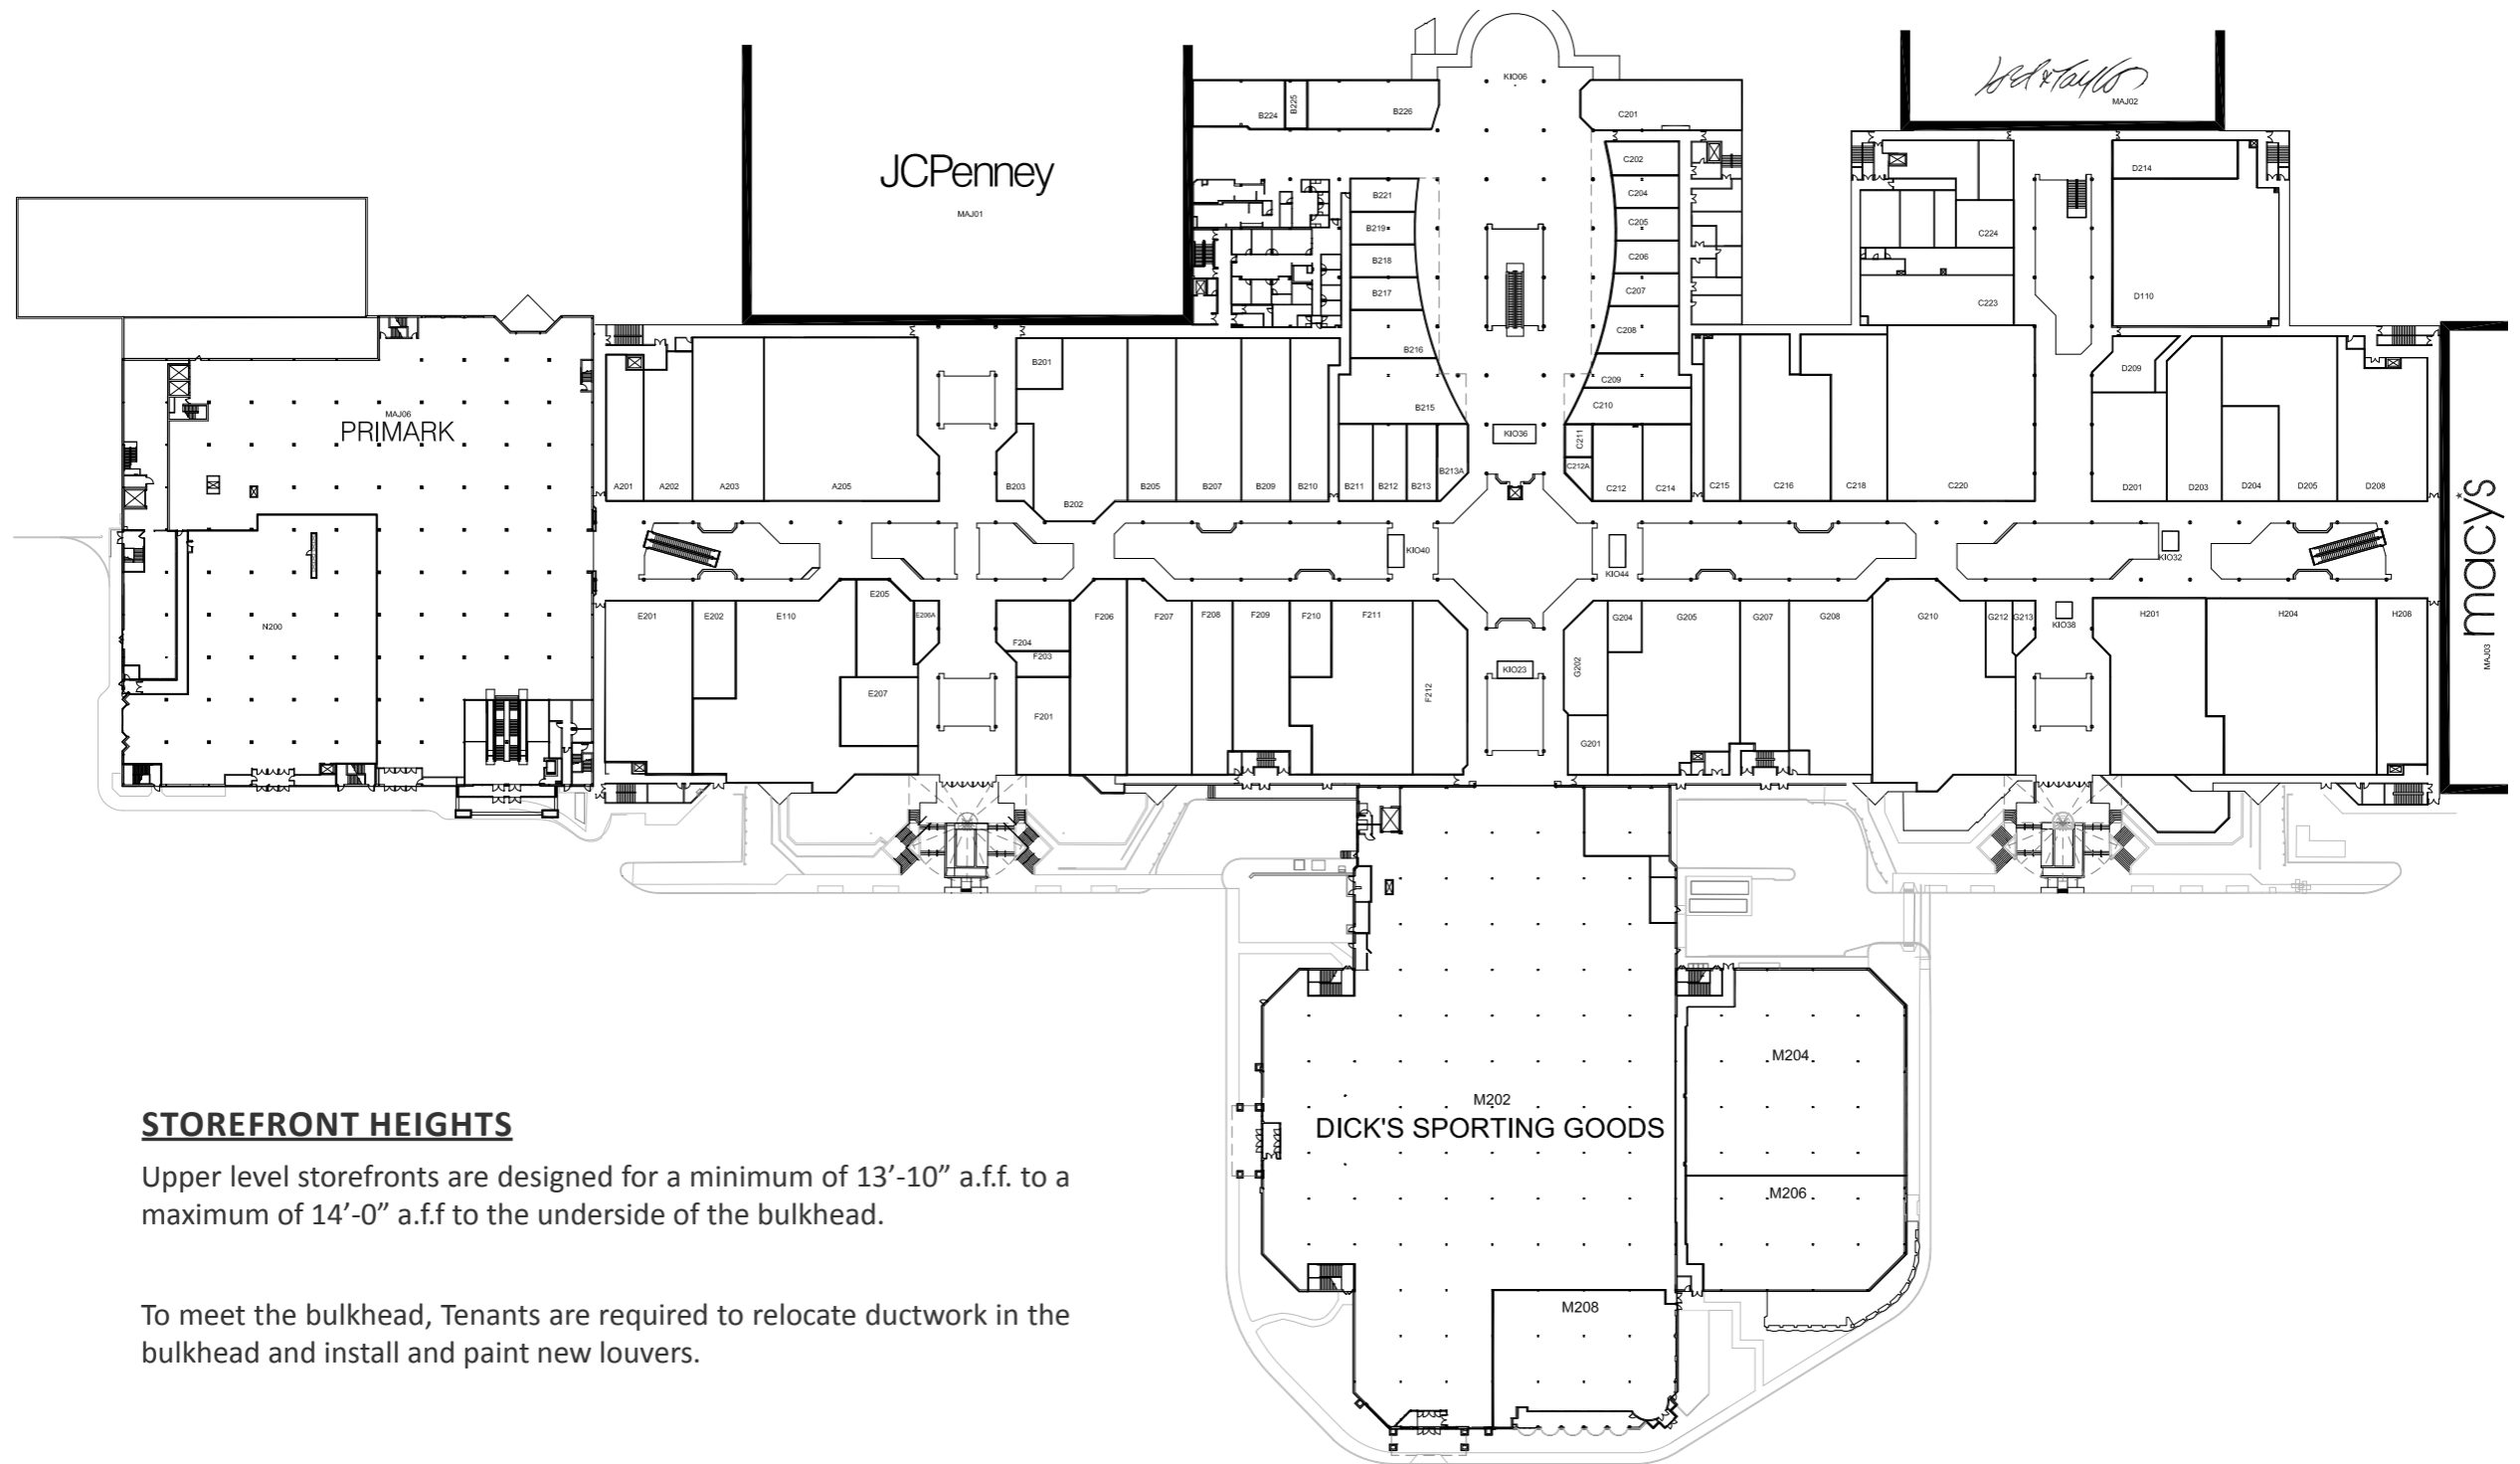 KIO06
Lord & Taylor
MAJ02
B224
B225
B226
C201
JCPenney
MAJ01
C202
C204
C205
C206
C207
C208
C209
C210
B221
B219
B218
B217
B216
B215
D214
C224
C223
D110
D209
PRIMARK
MAJ06
B201
KIO36
C211
C212A
B213A
A201
A202
A203
A205
B203
B202
B205
B207
B209
B210
B211
B212
B213
C212
C214
C215
C216
C218
C220
D201
D203
D204
D205
D208
macy*s
MAJ03
KIO40
KIO44
KIO32
N200
E201
E202
E110
E205
E206A
E207
F204
F203
F201
F206
F207
F208
F209
F210
F211
F212
KIO23
G202
G201
G204
G205
G207
G208
G210
G212
G213
KIO38
H201
H204
H208
M204
M202
DICK'S SPORTING GOODS
M206
M208
STOREFRONT HEIGHTS
Upper level storefronts are designed for a minimum of 13’-10” a.f.f. to a
maximum of 14’-0” a.f.f to the underside of the bulkhead.
To meet the bulkhead, Tenants are required to relocate ductwork in the
bulkhead and install and paint new louvers.